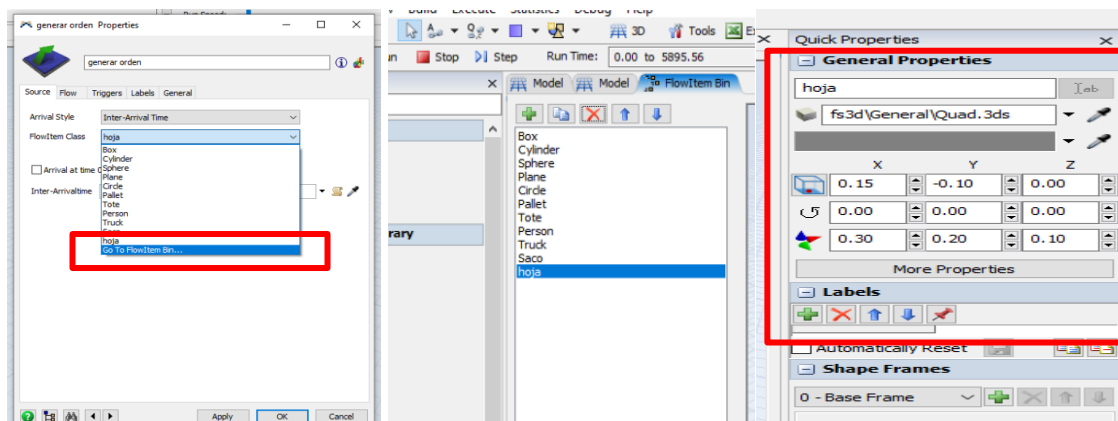 generar orden Properties
generar orden
Source Flow Triggers Labels General
Arrival Style Inter-Arrival Time
FlowItem Class hoja
Box
Cylinder
Sphere
Plane
Circle
Pallet
Tote
Person
Truck
Saco
hoja
Go To FlowItem Bin...
Arrival at time
Inter-Arrivaltime
Apply OK Cancel
Build Execute Statistics Debug Help
3D Tools
Stop Step Run Time: 0.00 to 5895.56
Model Model FlowItem Bin
Box
Cylinder
Sphere
Plane
Circle
Pallet
Tote
Person
Truck
Saco
hoja
Quick Properties
General Properties
hoja
fs3d\General\Quad.3ds
X Y Z
0.15 -0.10 0.00
0.00 0.00 0.00
0.30 0.20 0.10
More Properties
Labels
Automatically Reset
Shape Frames
0 - Base Frame